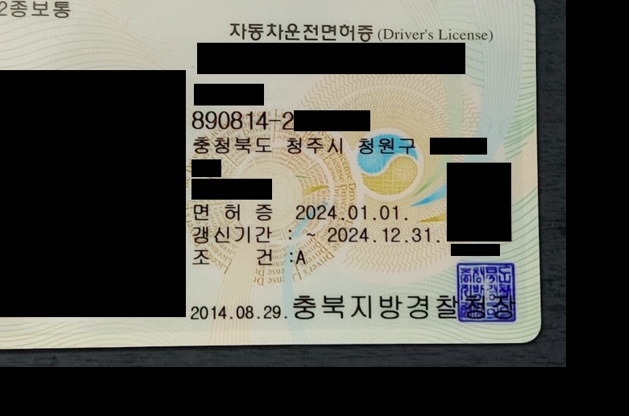 2종보통
자동차운전면허증 (Driver's License)
890814-2
충청북도 청주시 청원구
면 허 증 2024.01.01.
갱신기간 : ~ 2024.12.31.
조 건 :A
2014.08.29. 충북지방경찰청장